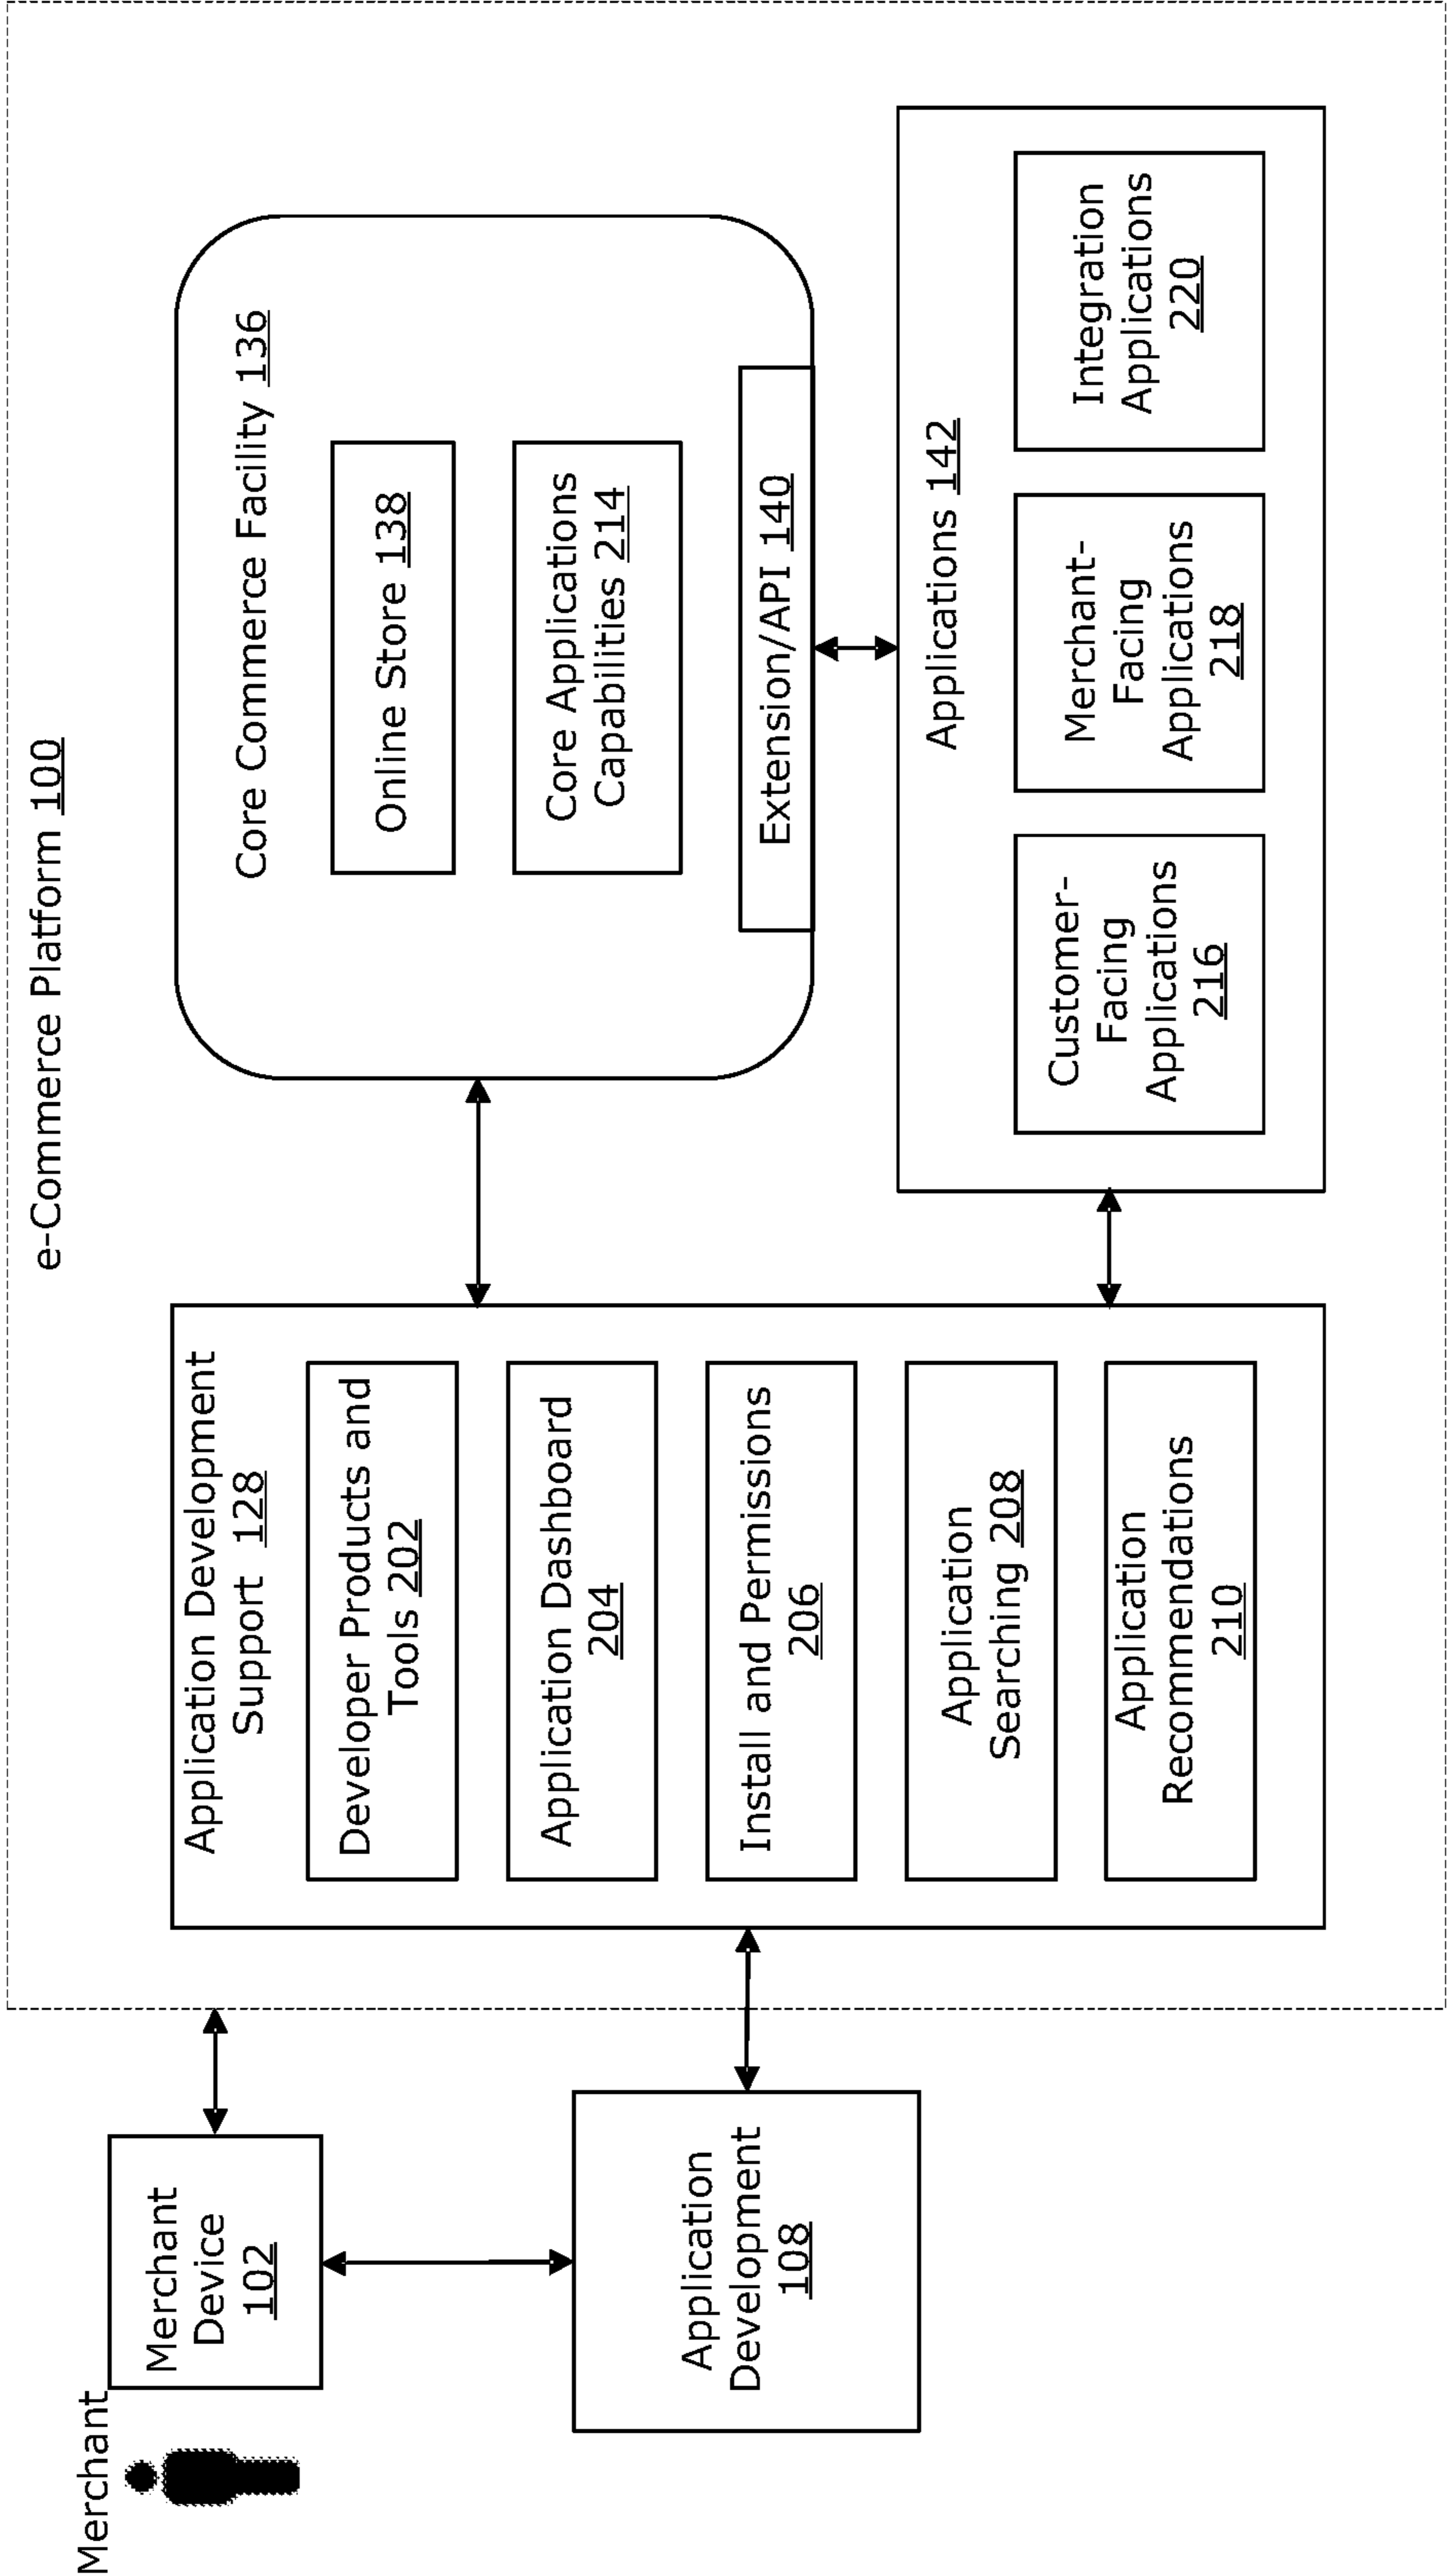 e-Commerce Platform 100
Merchant
Merchant
Device
102
Application
Development
108
Application Development
Support 128
Developer Products and
Tools 202
Application Dashboard
204
Install and Permissions
206
Application
Searching 208
Application
Recommendations
210
Core Commerce Facility 136
Online Store 138
Core Applications
Capabilities 214
Extension/API 140
Applications 142
Customer-
Facing
Applications
216
Merchant-
Facing
Applications
218
Integration
Applications
220